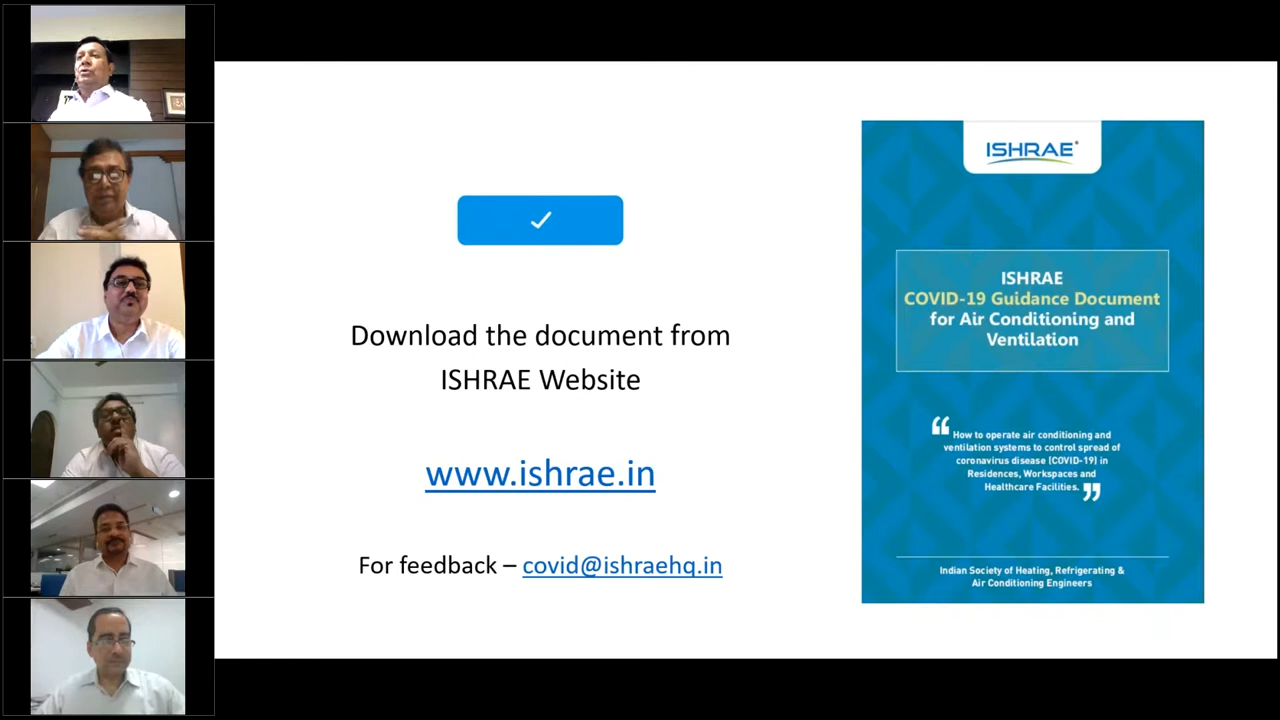 Download the document from
ISHRAE Website
www.ishrae.in
For feedback – covid@ishraehq.in
ISHRAE
ISHRAE
COVID-19 Guidance Document
for Air Conditioning and
Ventilation
“ How to operate air conditioning and
ventilation systems to control spread of
coronavirus disease (COVID-19) in
Residences, Workspaces and
Healthcare Facilities. ”
Indian Society of Heating, Refrigerating &
Air Conditioning Engineers